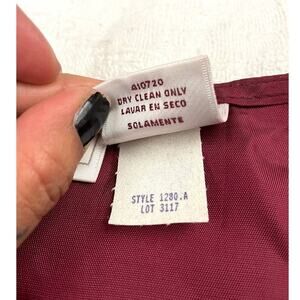 410720
DRY CLEAN ONLY
LAVAR EN SECO
SOLAMENTE
STYLE 1280.A
LOT 3117